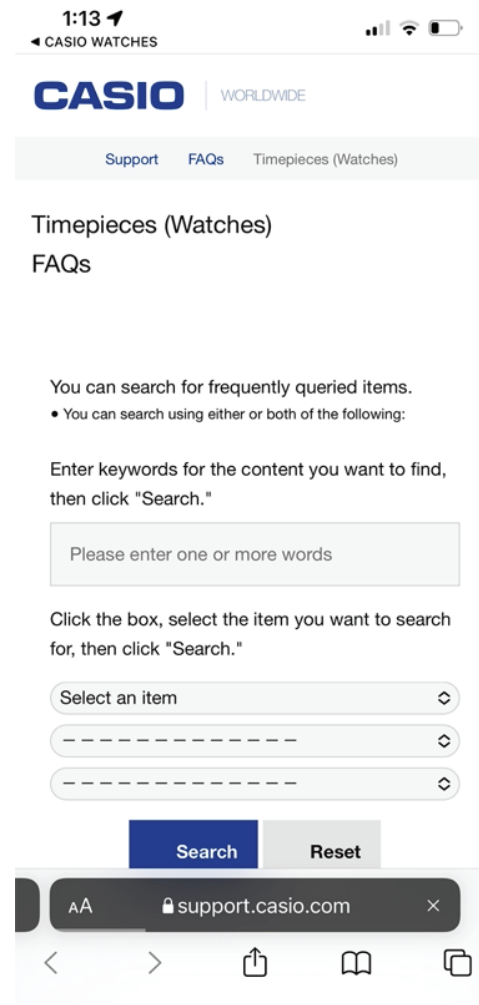 1:13
◀ CASIO WATCHES
CASIO WORLDWIDE
Support FAQs Timepieces (Watches)
Timepieces (Watches)
FAQs
You can search for frequently queried items.
• You can search using either or both of the following:
Enter keywords for the content you want to find,
then click "Search."
Please enter one or more words
Click the box, select the item you want to search
for, then click "Search."
Select an item
– – – – – – – – – – – – –
– – – – – – – – – – – – –
Search Reset
AA support.casio.com ×